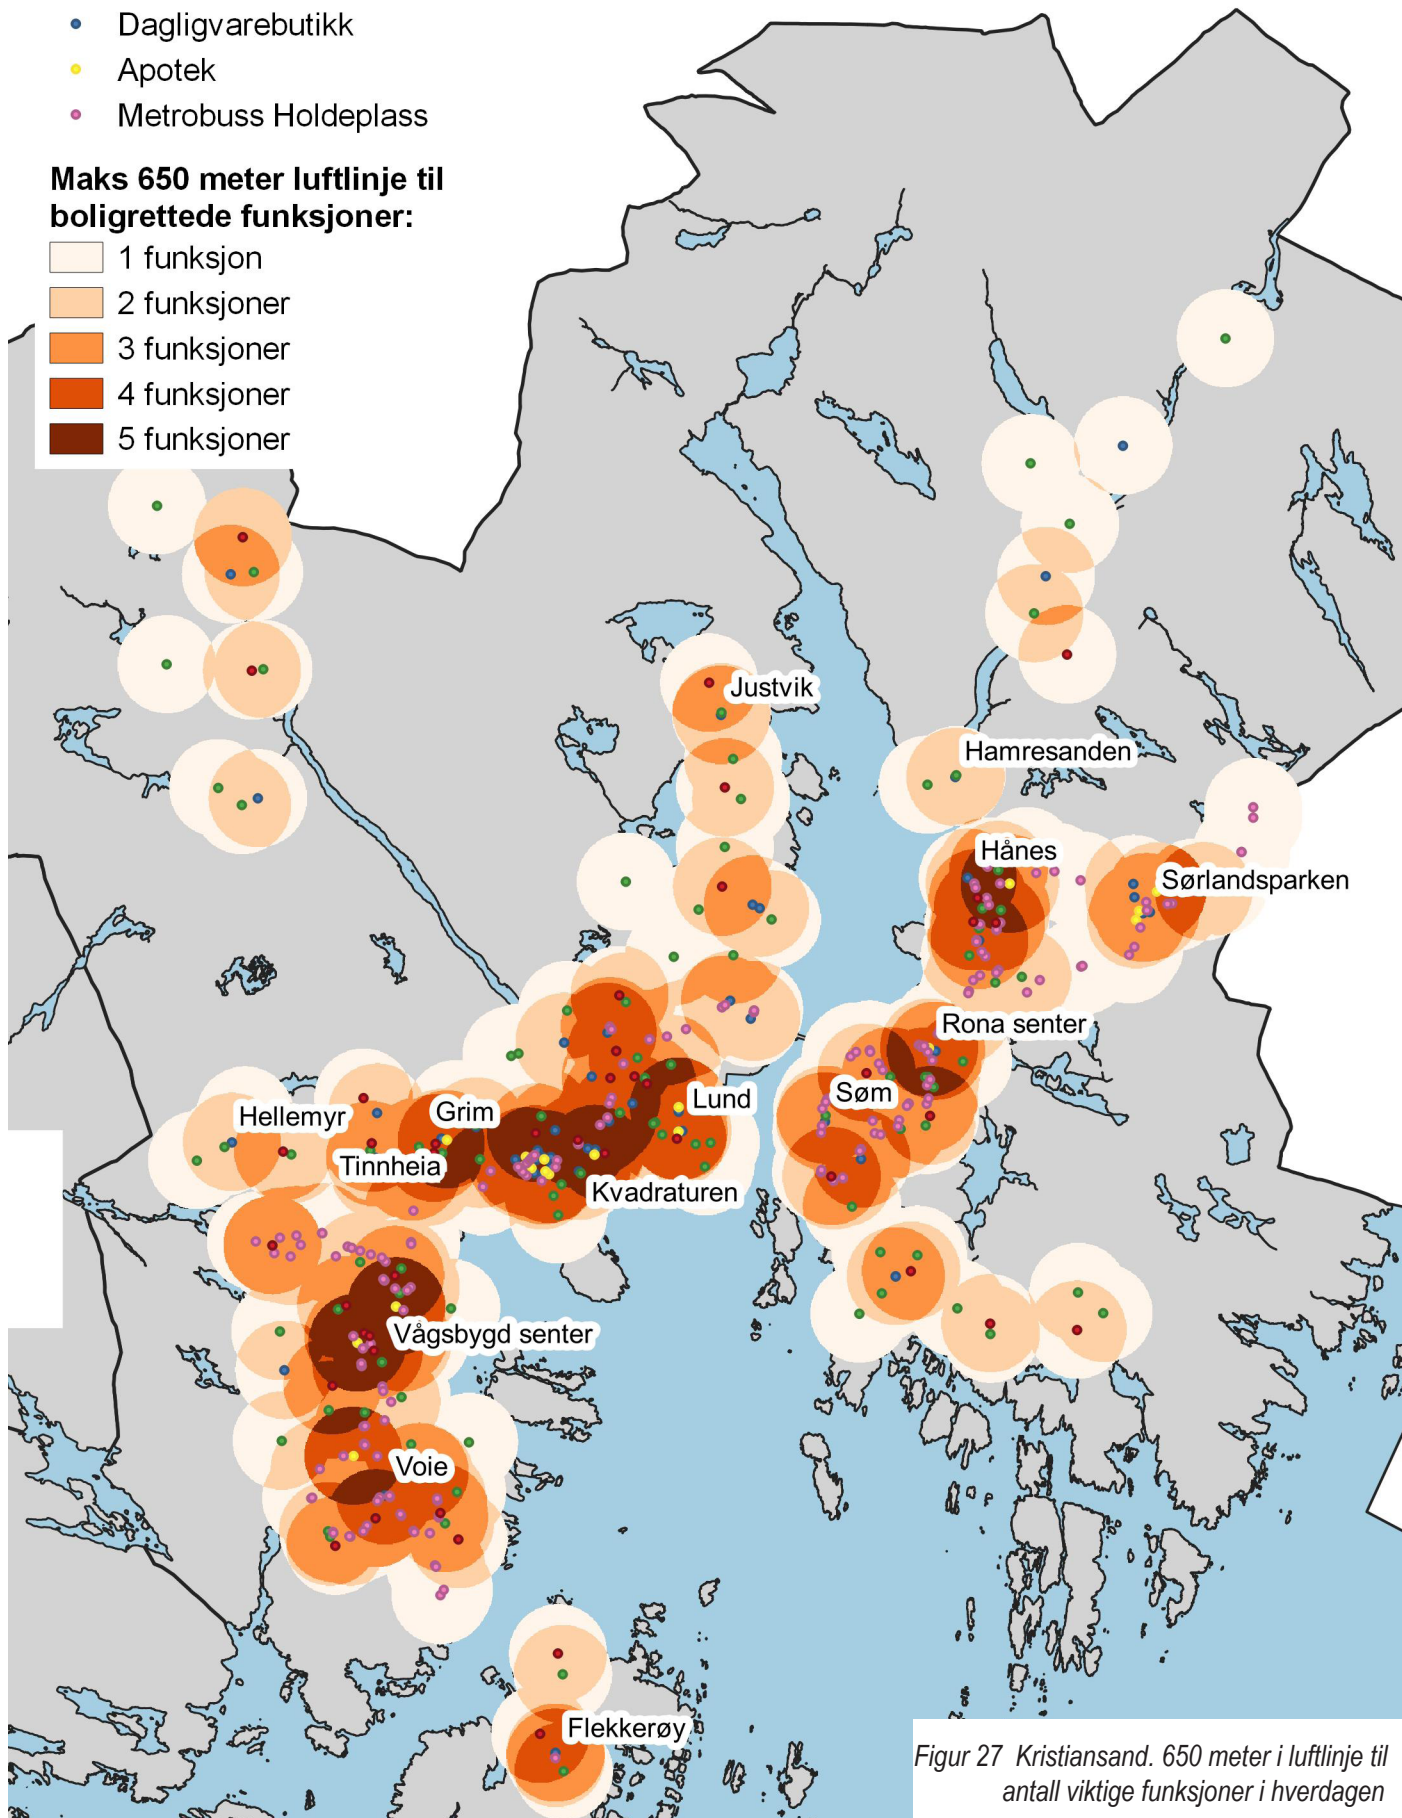 Dagligvarebutikk
Apotek
Metrobuss Holdeplass
Maks 650 meter luftlinje til
boligrettede funksjoner:
1 funksjon
2 funksjoner
3 funksjoner
4 funksjoner
5 funksjoner
Justvik
Hamresanden
Hånes
Sørlandsparken
Rona senter
Søm
Lund
Hellemyr
Grim
Tinnheia
Kvadraturen
Vågsbygd senter
Voie
Flekkerøy
Figur 27 Kristiansand. 650 meter i luftlinje til
antall viktige funksjoner i hverdagen